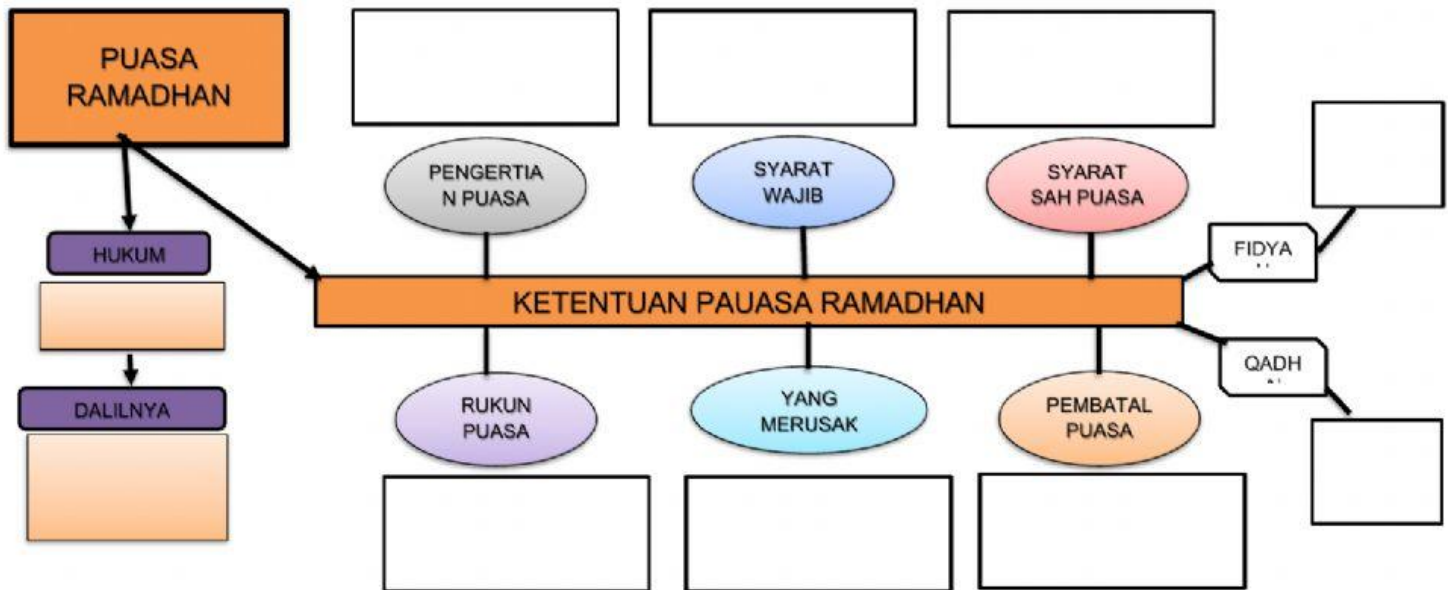 PUASA
RAMADHAN
PENGERTIA
N PUASA
SYARAT
WAJIB
SYARAT
SAH PUASA
HUKUM
FIDYA
KETENTUAN PAUASA RAMADHAN
QADH
DALILNYA
RUKUN
PUASA
YANG
MERUSAK
PEMBATAL
PUASA